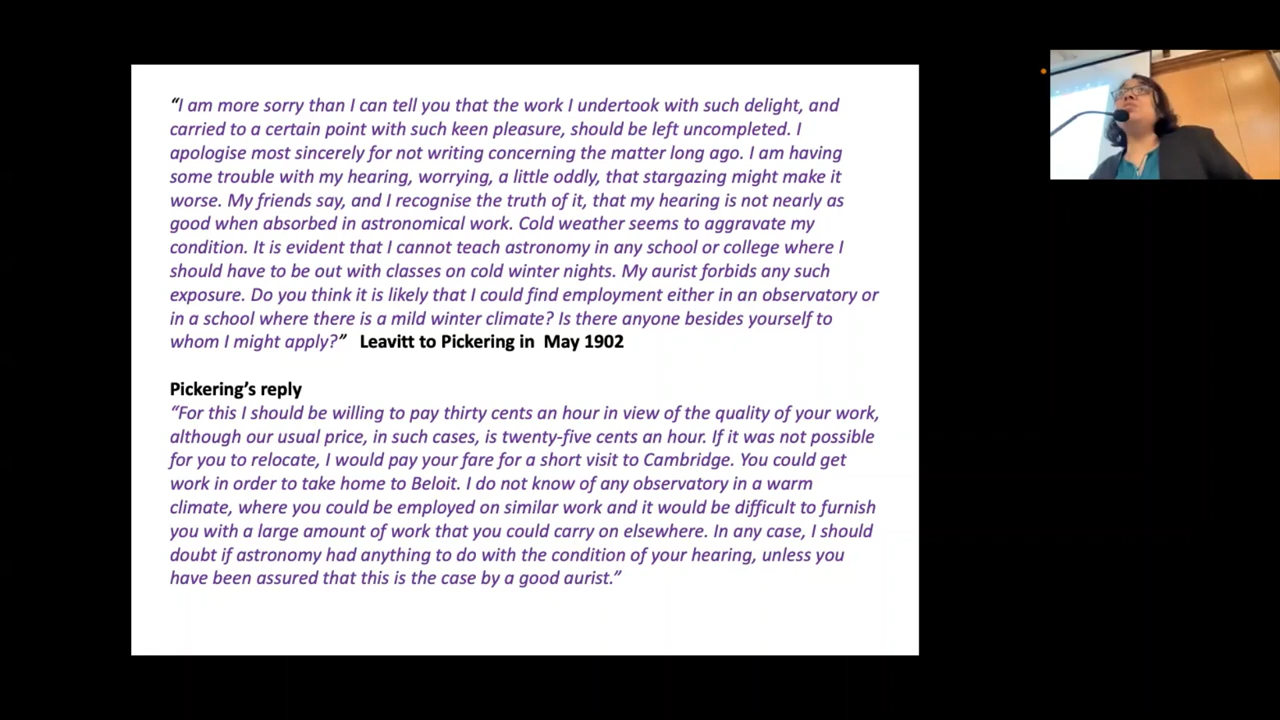 “I am more sorry than I can tell you that the work I undertook with such delight, and
carried to a certain point with such keen pleasure, should be left uncompleted. I
apologise most sincerely for not writing concerning the matter long ago. I am having
some trouble with my hearing, worrying, a little oddly, that stargazing might make it
worse. My friends say, and I recognise the truth of it, that my hearing is not nearly as
good when absorbed in astronomical work. Cold weather seems to aggravate my
condition. It is evident that I cannot teach astronomy in any school or college where I
should have to be out with classes on cold winter nights. My aurist forbids any such
exposure. Do you think it is likely that I could find employment either in an observatory or
in a school where there is a mild winter climate? Is there anyone besides yourself to
whom I might apply?” Leavitt to Pickering in May 1902
Pickering’s reply
“For this I should be willing to pay thirty cents an hour in view of the quality of your work,
although our usual price, in such cases, is twenty-five cents an hour. If it was not possible
for you to relocate, I would pay your fare for a short visit to Cambridge. You could get
work in order to take home to Beloit. I do not know of any observatory in a warm
climate, where you could be employed on similar work and it would be difficult to furnish
you with a large amount of work that you could carry on elsewhere. In any case, I should
doubt if astronomy had anything to do with the condition of your hearing, unless you
have been assured that this is the case by a good aurist.”